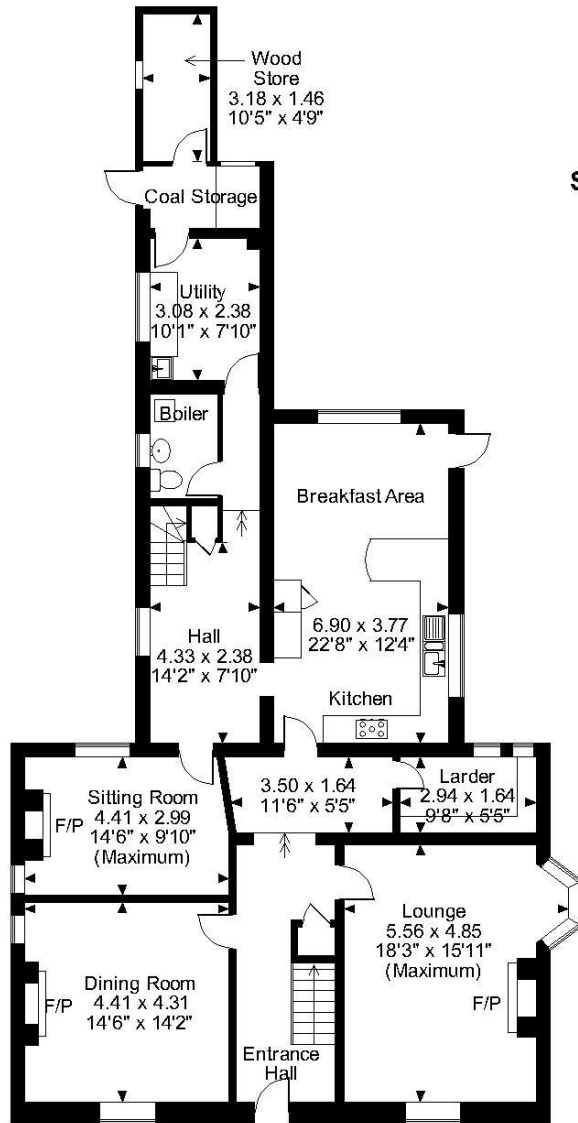 Wood
Store
3.18 x 1.46
10'5" x 4'9"
S
Coal Storage
Utility
3.08 x 2.38
10'1" x 7'10"
Boiler
Breakfast Area
Hall
4.33 x 2.38
14'2" x 7'10"
6.90 x 3.77
22'8" x 12'4"
Kitchen
Sitting Room
4.41 x 2.99
14'6" x 9'10"
(Maximum)
F/P
3.50 x 1.64
11'6" x 5'5"
Larder
2.94 x 1.64
9'8" x 5'5"
Lounge
5.56 x 4.85
18'3" x 15'11"
(Maximum)
F/P
Dining Room
4.41 x 4.31
14'6" x 14'2"
F/P
Entrance
Hall